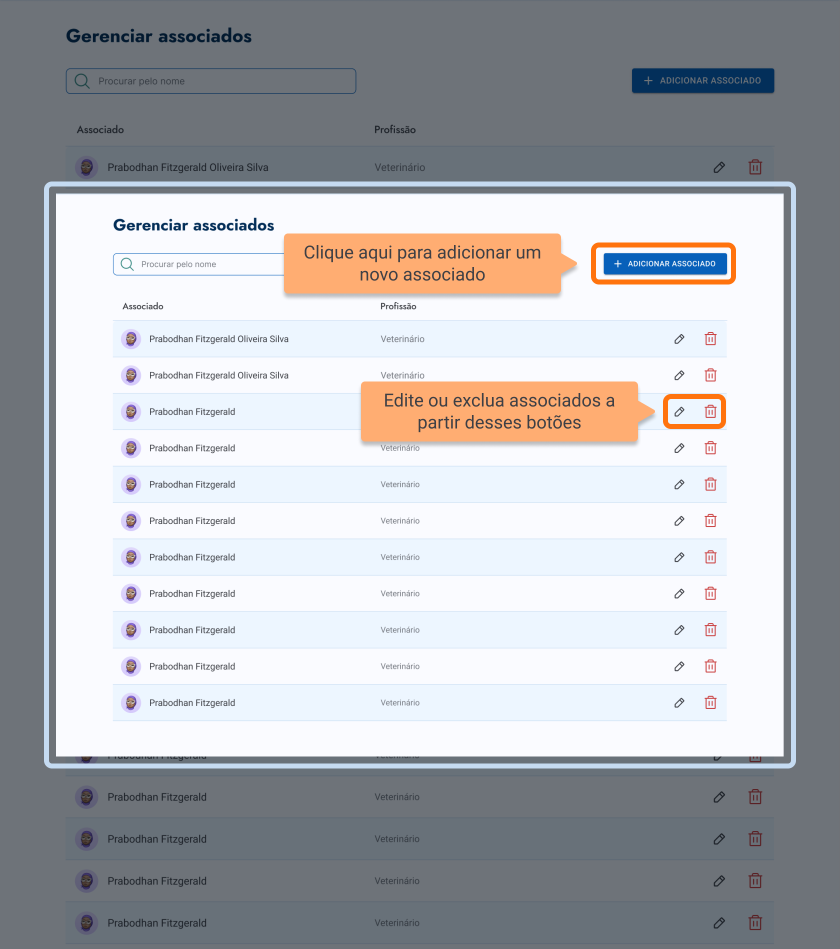 Gerenciar associados
Procurar pelo nome
ADICIONAR ASSOCIADO
Associado Profissão
Prabodhan Fitzgerald Oliveira Silva Veterinário
Gerenciar associados
Procurar pelo nome
Clique aqui para adicionar um
novo associado
ADICIONAR ASSOCIADO
Associado Profissão
Prabodhan Fitzgerald Oliveira Silva Veterinário
Prabodhan Fitzgerald Oliveira Silva Veterinário
Prabodhan Fitzgerald
Edite ou exclua associados a
partir desses botões
Prabodhan Fitzgerald Veterinário
Prabodhan Fitzgerald Veterinário
Prabodhan Fitzgerald Veterinário
Prabodhan Fitzgerald Veterinário
Prabodhan Fitzgerald Veterinário
Prabodhan Fitzgerald Veterinário
Prabodhan Fitzgerald Veterinário
Prabodhan Fitzgerald Veterinário
Prabodhan Fitzgerald Veterinário
Prabodhan Fitzgerald Veterinário
Prabodhan Fitzgerald Veterinário
Prabodhan Fitzgerald Veterinário